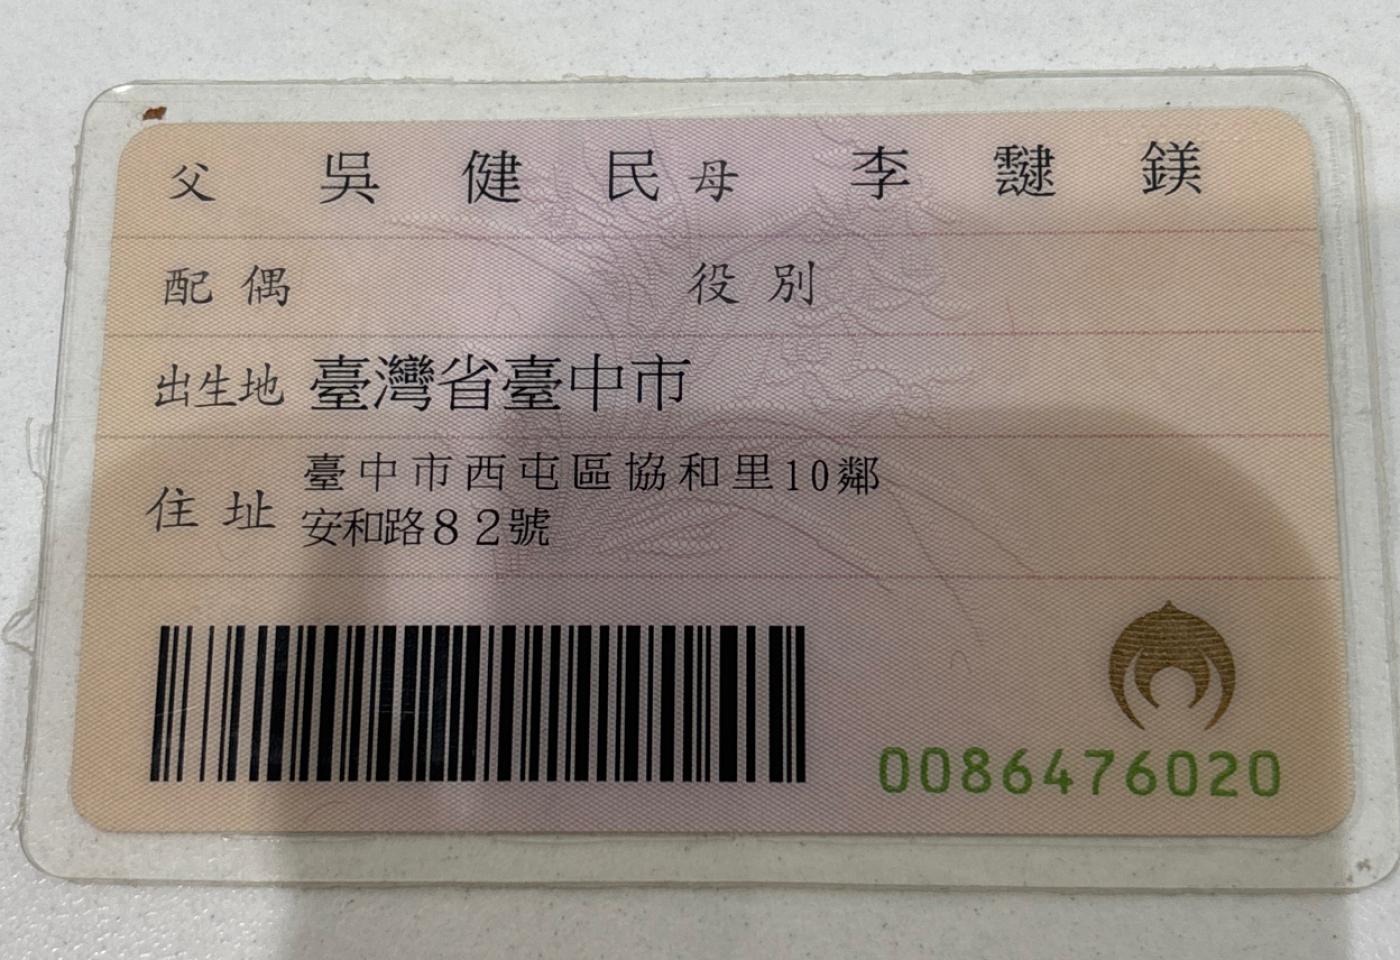 父 吳健民 母 李靆鎂
配偶 役別
出生地 臺灣省臺中市
住址 臺中市西屯區協和里10鄰
安和路82號
0086476020